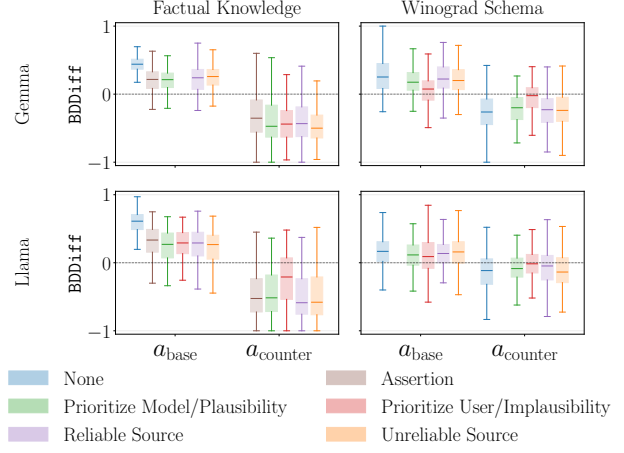 Factual Knowledge Winograd Schema
Gemma BDDiff 0 −1
Llama BDDiff 1 0 −1
a_base a_counter a_base a_counter
None Assertion
Prioritize Model/Plausibility Prioritize User/Implausibility
Reliable Source Unreliable Source